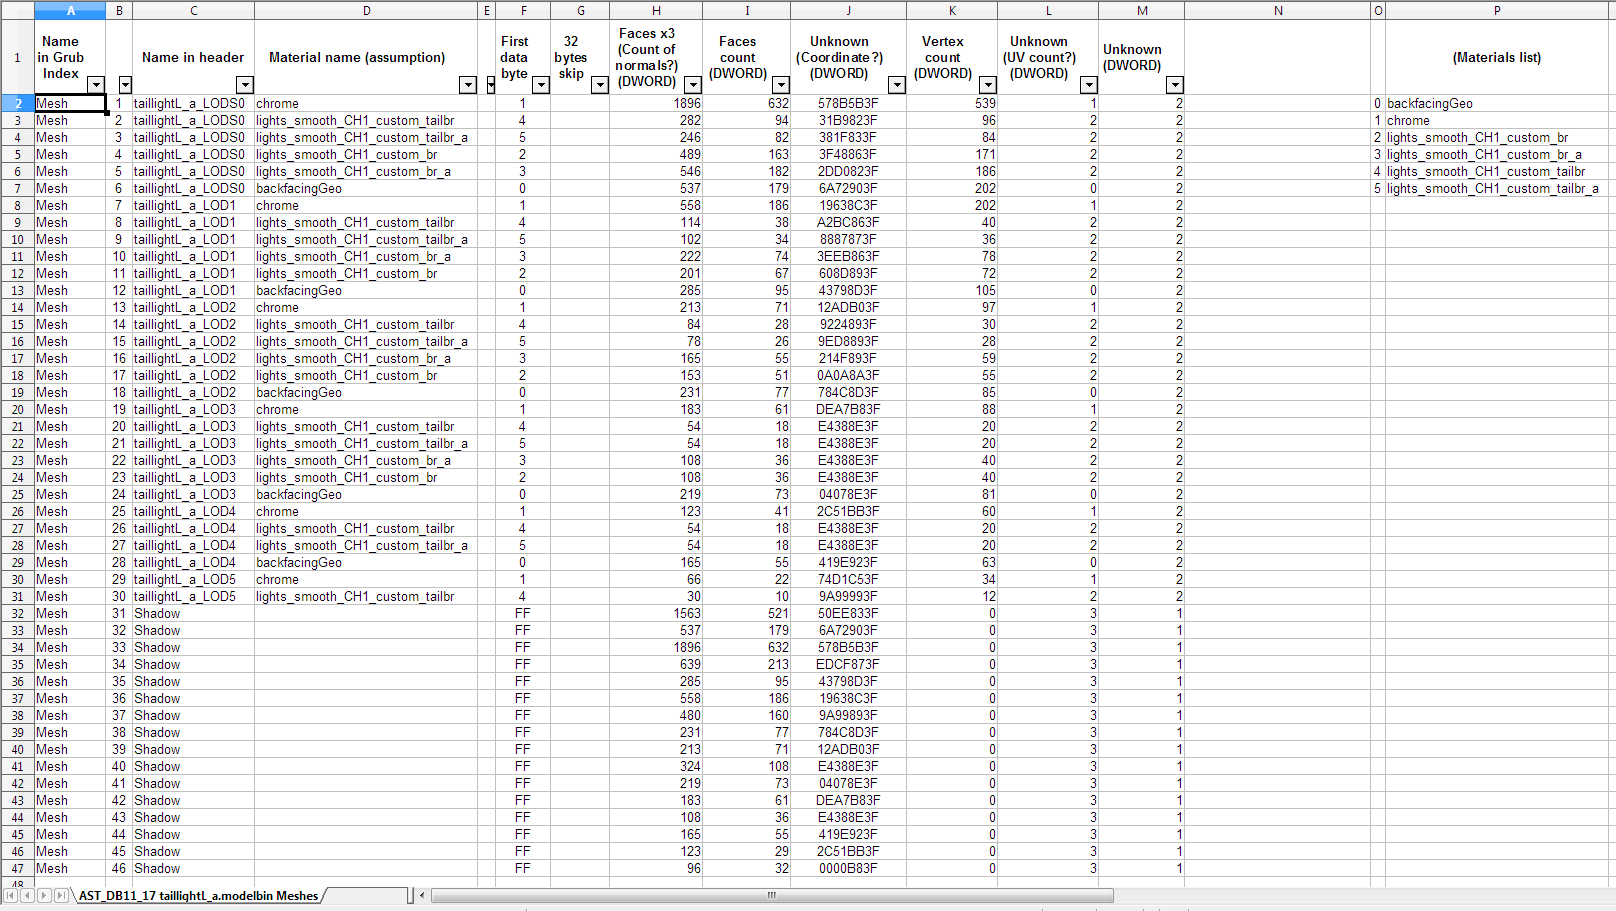 A B C D E F G H I J K L M N O P
1 Name in Grub Index Name in header Material name (assumption) First data byte 32 bytes skip Faces x3 (Count of normals?) (DWORD) Faces count (DWORD) Unknown (Coordinate?) (DWORD) Vertex count (DWORD) Unknown (UV count?) (DWORD) Unknown (DWORD) (Materials list)
2 Mesh 1 taillightL_a_LODS0 chrome 1 1896 632 578B5B3F 539 1 2 0 backfacingGeo
3 Mesh 2 taillightL_a_LODS0 lights_smooth_CH1_custom_tailbr 4 282 94 31B9823F 96 2 2 1 chrome
4 Mesh 3 taillightL_a_LODS0 lights_smooth_CH1_custom_tailbr_a 5 246 82 381F833F 84 2 2 2 lights_smooth_CH1_custom_br
5 Mesh 4 taillightL_a_LODS0 lights_smooth_CH1_custom_br 2 489 163 3F48863F 171 2 2 3 lights_smooth_CH1_custom_br_a
6 Mesh 5 taillightL_a_LODS0 lights_smooth_CH1_custom_br_a 3 546 182 2DD0823F 186 2 2 4 lights_smooth_CH1_custom_tailbr
7 Mesh 6 taillightL_a_LODS0 backfacingGeo 0 537 179 6A72903F 202 0 2 5 lights_smooth_CH1_custom_tailbr_a
8 Mesh 7 taillightL_a_LOD1 chrome 1 558 186 19638C3F 202 1 2
9 Mesh 8 taillightL_a_LOD1 lights_smooth_CH1_custom_tailbr 4 114 38 A2BC863F 40 2 2
10 Mesh 9 taillightL_a_LOD1 lights_smooth_CH1_custom_tailbr_a 5 102 34 8887873F 36 2 2
11 Mesh 10 taillightL_a_LOD1 lights_smooth_CH1_custom_br_a 3 222 74 3EEB863F 78 2 2
12 Mesh 11 taillightL_a_LOD1 lights_smooth_CH1_custom_br 2 201 67 608D893F 72 2 2
13 Mesh 12 taillightL_a_LOD1 backfacingGeo 0 285 95 43798D3F 105 0 2
14 Mesh 13 taillightL_a_LOD2 chrome 1 213 71 12ADB03F 97 1 2
15 Mesh 14 taillightL_a_LOD2 lights_smooth_CH1_custom_tailbr 4 84 28 9224893F 30 2 2
16 Mesh 15 taillightL_a_LOD2 lights_smooth_CH1_custom_tailbr_a 5 78 26 9ED8893F 28 2 2
17 Mesh 16 taillightL_a_LOD2 lights_smooth_CH1_custom_br_a 3 165 55 214F893F 59 2 2
18 Mesh 17 taillightL_a_LOD2 lights_smooth_CH1_custom_br 2 153 51 0A0A8A3F 55 2 2
19 Mesh 18 taillightL_a_LOD2 backfacingGeo 0 231 77 784C8D3F 85 0 2
20 Mesh 19 taillightL_a_LOD3 chrome 1 183 61 DEA7B83F 88 1 2
21 Mesh 20 taillightL_a_LOD3 lights_smooth_CH1_custom_tailbr 4 54 18 E4388E3F 20 2 2
22 Mesh 21 taillightL_a_LOD3 lights_smooth_CH1_custom_tailbr_a 5 54 18 E4388E3F 20 2 2
23 Mesh 22 taillightL_a_LOD3 lights_smooth_CH1_custom_br_a 3 108 36 E4388E3F 40 2 2
24 Mesh 23 taillightL_a_LOD3 lights_smooth_CH1_custom_br 2 108 36 E4388E3F 40 2 2
25 Mesh 24 taillightL_a_LOD3 backfacingGeo 0 219 73 04078E3F 81 0 2
26 Mesh 25 taillightL_a_LOD4 chrome 1 123 41 2C51BB3F 60 1 2
27 Mesh 26 taillightL_a_LOD4 lights_smooth_CH1_custom_tailbr 4 54 18 E4388E3F 20 2 2
28 Mesh 27 taillightL_a_LOD4 lights_smooth_CH1_custom_tailbr_a 5 54 18 E4388E3F 20 2 2
29 Mesh 28 taillightL_a_LOD4 backfacingGeo 0 165 55 419E923F 63 0 2
30 Mesh 29 taillightL_a_LOD5 chrome 1 66 22 74D1C53F 34 1 2
31 Mesh 30 taillightL_a_LOD5 lights_smooth_CH1_custom_tailbr 4 30 10 9A99993F 12 2 2
32 Mesh 31 Shadow FF 1563 521 50EE833F 0 3 1
33 Mesh 32 Shadow FF 537 179 6A72903F 0 3 1
34 Mesh 33 Shadow FF 1896 632 578B5B3F 0 3 1
35 Mesh 34 Shadow FF 639 213 EDCF873F 0 3 1
36 Mesh 35 Shadow FF 285 95 43798D3F 0 3 1
37 Mesh 36 Shadow FF 558 186 19638C3F 0 3 1
38 Mesh 37 Shadow FF 480 160 9A99893F 0 3 1
39 Mesh 38 Shadow FF 231 77 784C8D3F 0 3 1
40 Mesh 39 Shadow FF 213 71 12ADB03F 0 3 1
41 Mesh 40 Shadow FF 324 108 E4388E3F 0 3 1
42 Mesh 41 Shadow FF 219 73 04078E3F 0 3 1
43 Mesh 42 Shadow FF 183 61 DEA7B83F 0 3 1
44 Mesh 43 Shadow FF 108 36 E4388E3F 0 3 1
45 Mesh 44 Shadow FF 165 55 419E923F 0 3 1
46 Mesh 45 Shadow FF 123 29 2C51BB3F 0 3 1
47 Mesh 46 Shadow FF 96 32 0000B83F 0 3 1
48
AST_DB11_17 taillightL_a.modelbin Meshes